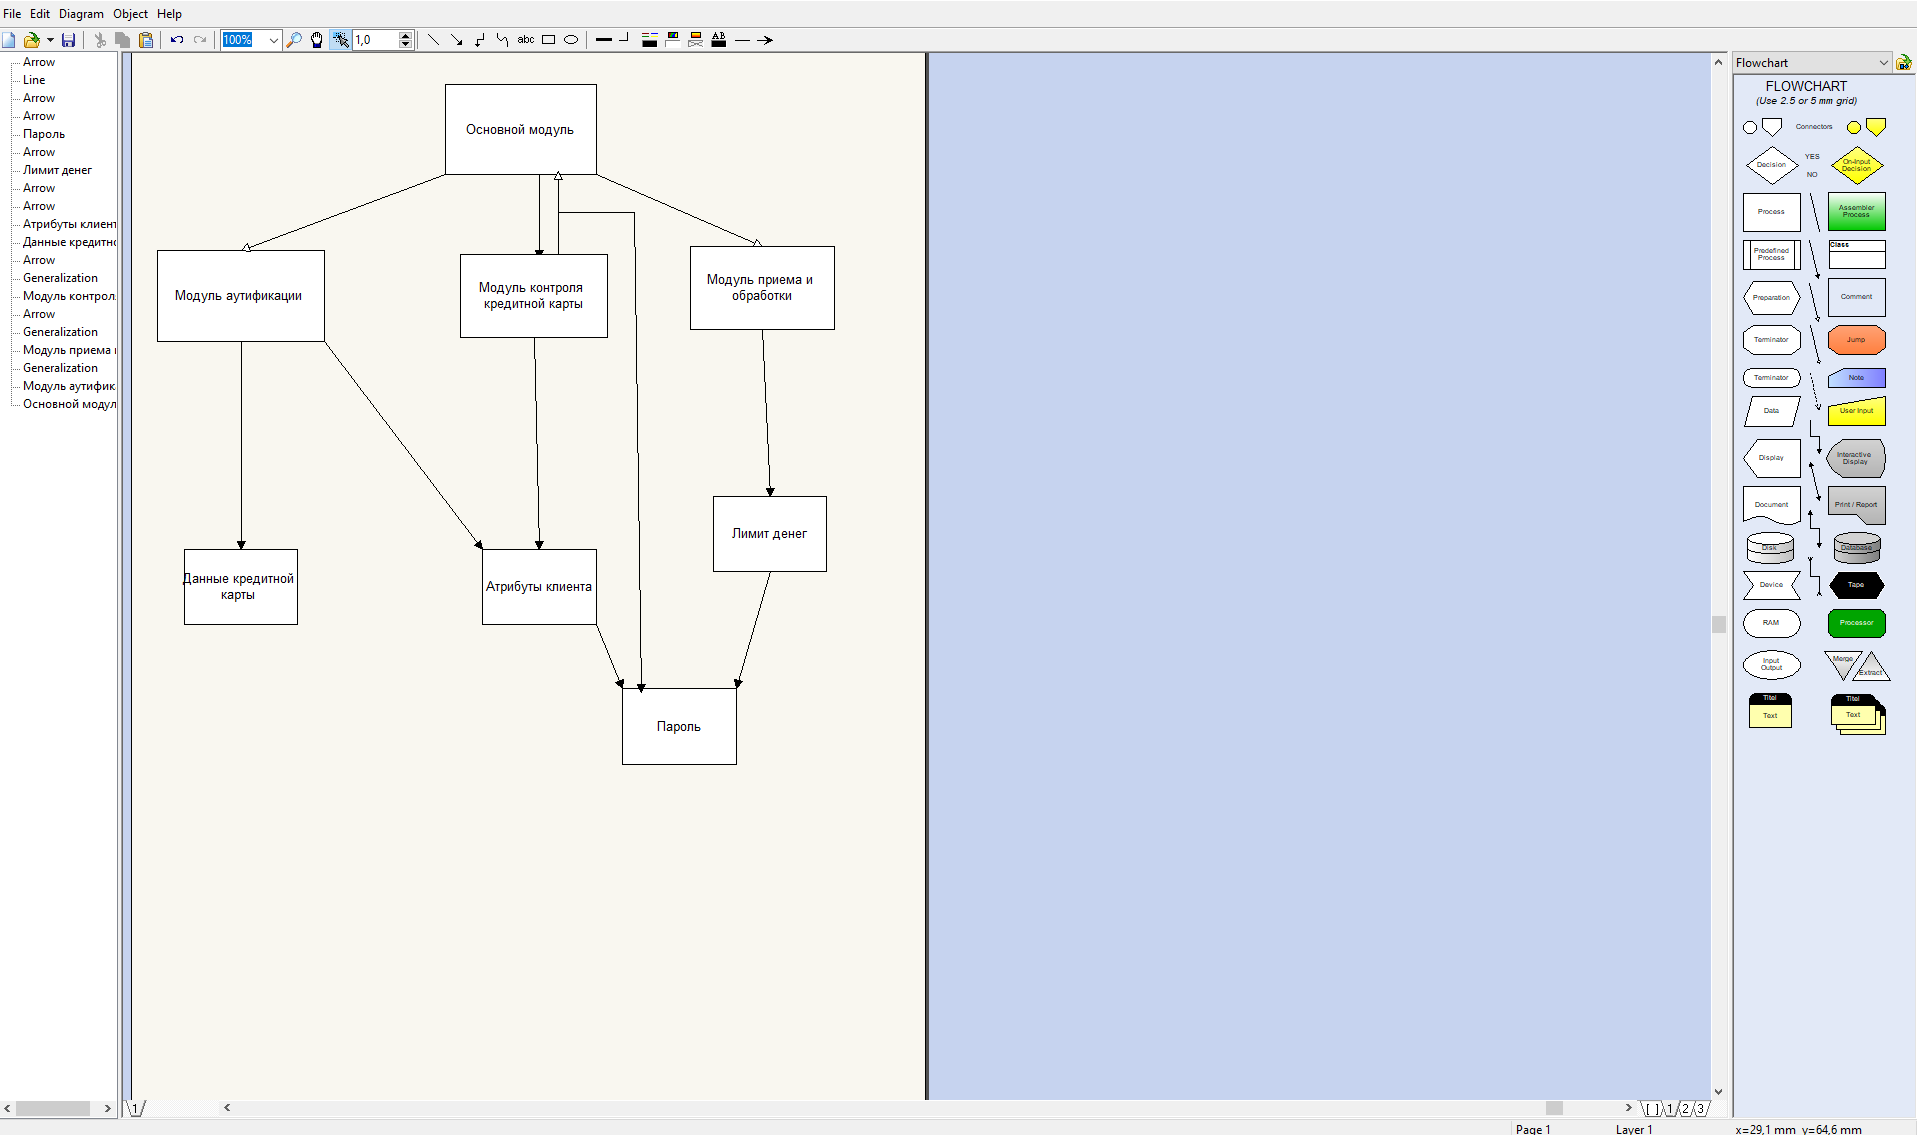 File Edit Diagram Object Help
100%
1,0
abc
AB
Arrow
Line
Arrow
Arrow
Пароль
Arrow
Лимит денег
Arrow
Arrow
Атрибуты клиент
Данные кредитно
Arrow
Generalization
Модуль контрол
Arrow
Generalization
Модуль приема и
Generalization
Модуль аутифик
Основной модул
Основной модуль
Модуль аутификации
Модуль контроля
кредитной карты
Модуль приема и
обработки
Данные кредитной
карты
Атрибуты клиента
Лимит денег
Пароль
Flowchart
FLOWCHART
(Use 2.5 or 5 mm grid)
Connectors
Decision
YES
NO
On-Input
Decision
Process
Assembler
Process
Predefined
Process
Class
Preparation
Comment
Terminator
Jump
Terminator
Note
Data
User Input
Display
Interactive
Display
Document
Print / Report
Disk
Database
Device
Tape
RAM
Processor
Input
Output
Merge
Extract
Titel
Text
Titel
Text
1
[ ] 1 2 3
Page 1
Layer 1
x=29,1 mm y=64,6 mm